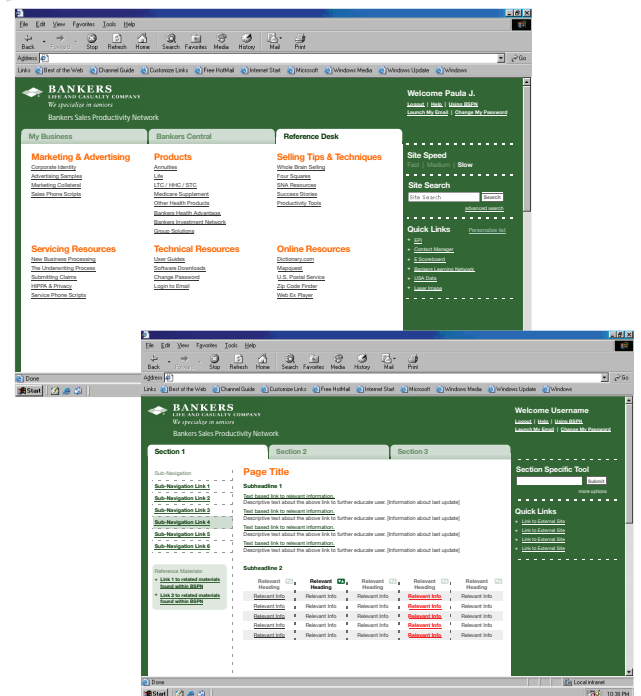 File Edit View Favorites Tools Help
Back Forward Stop Refresh Home Search Favorites Media History Mail Print
Address Go
Links Best of the Web Channel Guide Customize Links Free HotMail Internet Start Microsoft Windows Media Windows Update Windows
BANKERS
LIFE AND CASUALTY COMPANY
We specialize in seniors
Bankers Sales Productivity Network
Welcome Paula J.
Logout | Help | Using BSPN
Launch My Email | Change My Password
My Business Bankers Central Reference Desk
Marketing & Advertising
Corporate Identity
Advertising Samples
Marketing Collateral
Sales Phone Scripts
Products
Annuities
Life
LTC / HHC / STC
Medicare Supplement
Other Health Products
Bankers Health Advantage
Bankers Investment Network
Group Solutions
Selling Tips & Techniques
Whole Brain Selling
Four Squares
SNA Resources
Success Stories
Productivity Tools
Servicing Resources
New Business Processing
The Underwriting Process
Submitting Claims
HIPPA & Privacy
Service Phone Scripts
Technical Resources
User Guides
Software Downloads
Change Password
Login to Email
Online Resources
Dictionary.com
Mapquest
U.S. Postal Service
Zip Code Finder
Web Ex Player
Site Speed
Fast | Medium | Slow
Site Search
Site Search Search
advanced search
Quick Links Personalize list
+ EPI
+ Contact Manager
+ E Scoreboard
+ Bankers Learning Network
+ USA Data
+ Laser Image
Done
Start
File Edit View Favorites Tools Help
Back Forward Stop Refresh Home Search Favorites Media History Mail Print
Address Go
Links Best of the Web Channel Guide Customize Links Free HotMail Internet Start Microsoft Windows Media Windows Update Windows
BANKERS
LIFE AND CASUALTY COMPANY
We specialize in seniors
Bankers Sales Productivity Network
Welcome Username
Logout | Help | Using BSPN
Launch My Email | Change My Password
Section 1 Section 2 Section 3
Sub-Navigation
Sub-Navigation Link 1
Sub-Navigation Link 2
Sub-Navigation Link 3
Sub-Navigation Link 4
Sub-Navigation Link 5
Sub-Navigation Link 6
Reference Materials:
+ Link 1 to related materials
found within BSPN
+ Link 2 to related materials
found within BSPN
Page Title
Subheadline 1
Text based link to relevant information.
Descriptive text about the above link to further educate user. [Information about last update]
Text based link to relevant information.
Descriptive text about the above link to further educate user. [Information about last update]
Text based link to relevant information.
Descriptive text about the above link to further educate user. [Information about last update]
Text based link to relevant information.
Descriptive text about the above link to further educate user. [Information about last update]
Text based link to relevant information.
Descriptive text about the above link to further educate user. [Information about last update]
Subheadline 2
Relevant Relevant Relevant Relevant Relevant
Heading Heading Heading Heading Heading
Relevant Info Relevant Info Relevant Info Relevant Info Relevant Info
Relevant Info Relevant Info Relevant Info Relevant Info Relevant Info
Relevant Info Relevant Info Relevant Info Relevant Info Relevant Info
Relevant Info Relevant Info Relevant Info Relevant Info Relevant Info
Relevant Info Relevant Info Relevant Info Relevant Info Relevant Info
Section Specific Tool
Submit
more options
Quick Links
+ Link to External Site
+ Link to External Site
+ Link to External Site
+ Link to External Site
Done Local intranet
Start 10:38 PM